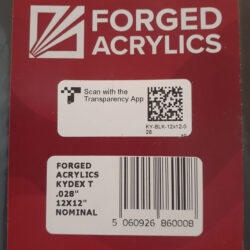 FORGED
ACRYLICS
Scan with the
Transparency App
KY-BLK-12x12-0
28
FORGED
ACRYLICS
KYDEX T
.028"
12X12"
NOMINAL
5 060926 860008